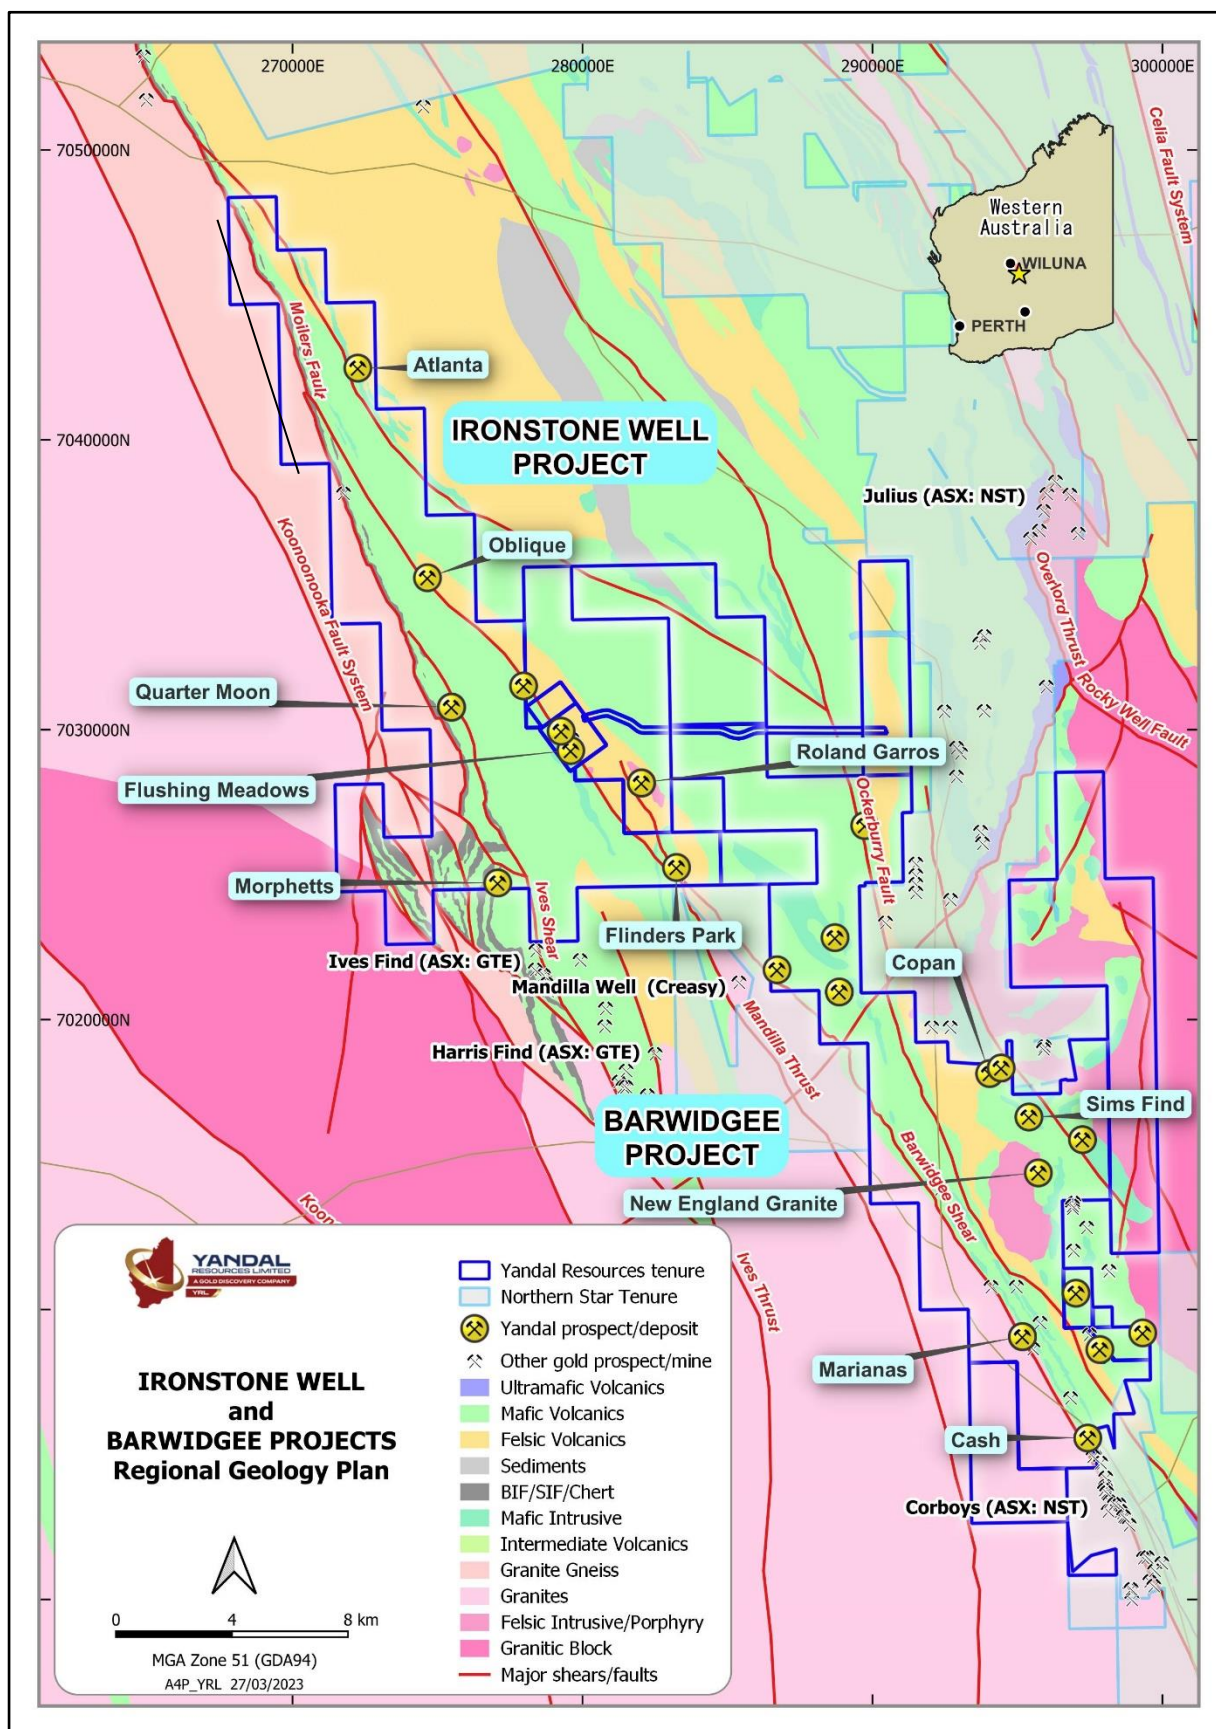 270000E
280000E
290000E
300000E
7050000N
7040000N
7030000N
7020000N
Celia Fault System
Western
Australia
WILUNA
PERTH
Moilers Fault
Atlanta
IRONSTONE WELL
PROJECT
Julius (ASX: NST)
Koonoonooka Fault System
Oblique
Overlord Thrust
Quarter Moon
Rocky Well Fault
Roland Garros
Flushing Meadows
Ockerburry Fault
Morphetts
Ives Shear
Flinders Park
Ives Find (ASX: GTE)
Copan
Mandilla Well (Creasy)
Mandilla Thrust
Harris Find (ASX: GTE)
Sims Find
BARWIDGEE
PROJECT
Barwidgee Shear
New England Granite
Koon
Ives Thrust
Marianas
Cash
Corboys (ASX: NST)
YANDAL
RESOURCES LIMITED
A GOLD DISCOVERY COMPANY
YRL
IRONSTONE WELL
and
BARWIDGEE PROJECTS
Regional Geology Plan
0 4 8 km
MGA Zone 51 (GDA94)
A4P_YRL 27/03/2023
Yandal Resources tenure
Northern Star Tenure
Yandal prospect/deposit
Other gold prospect/mine
Ultramafic Volcanics
Mafic Volcanics
Felsic Volcanics
Sediments
BIF/SIF/Chert
Mafic Intrusive
Intermediate Volcanics
Granite Gneiss
Granites
Felsic Intrusive/Porphyry
Granitic Block
Major shears/faults